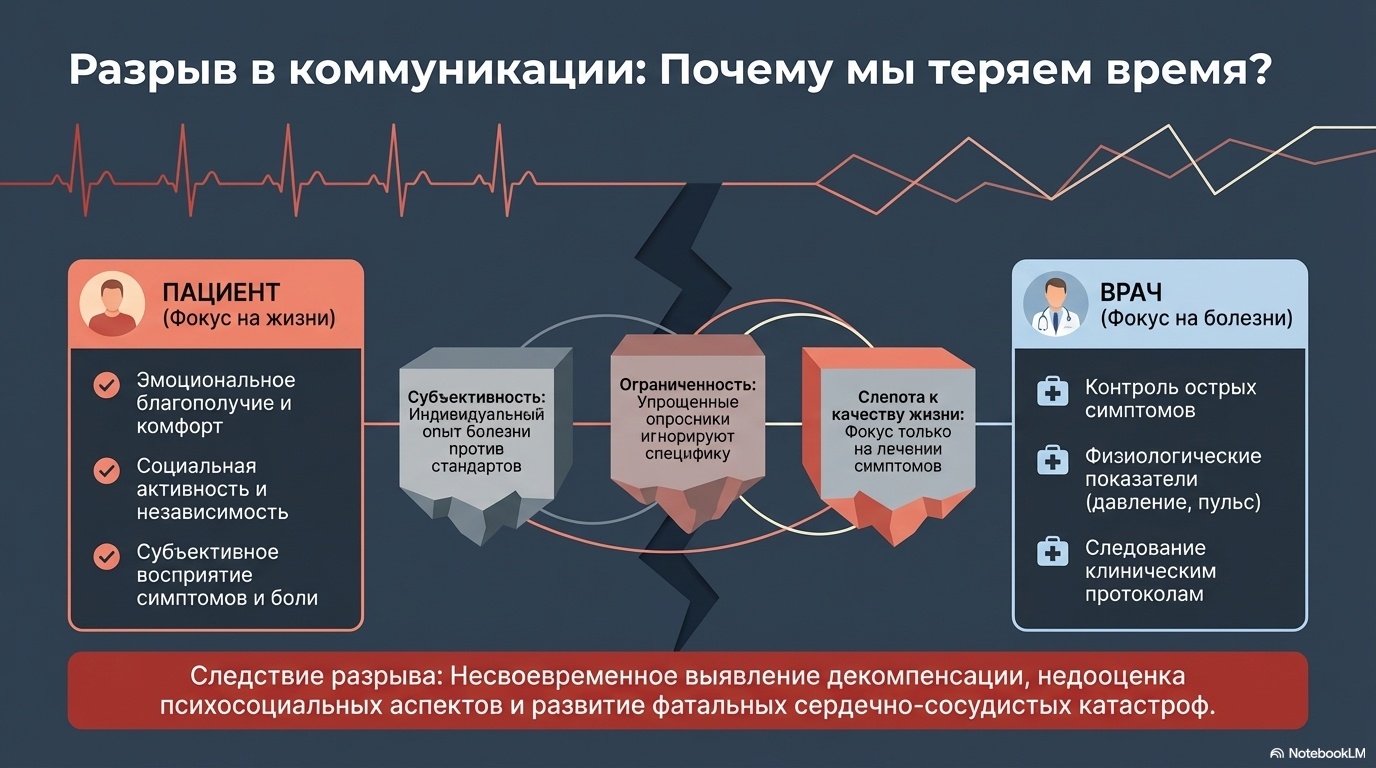 Разрыв в коммуникации: Почему мы теряем время?
ПАЦИЕНТ
(Фокус на жизни)
Эмоциональное
благополучие и
комфорт
Социальная
активность и
независимость
Субъективное
восприятие
симптомов и боли
Субъективность:
Индивидуальный
опыт болезни
против
стандартов
Ограниченность:
Упрощенные
опросники
игнорируют
специфику
Слепота к
качеству жизни:
Фокус только
на лечении
симптомов
ВРАЧ
(Фокус на болезни)
Контроль острых
симптомов
Физиологические
показатели
(давление, пульс)
Следование
клиническим
протоколам
Следствие разрыва: Несвоевременное выявление декомпенсации, недооценка
психосоциальных аспектов и развитие фатальных сердечно-сосудистых катастроф.
NotebookLM